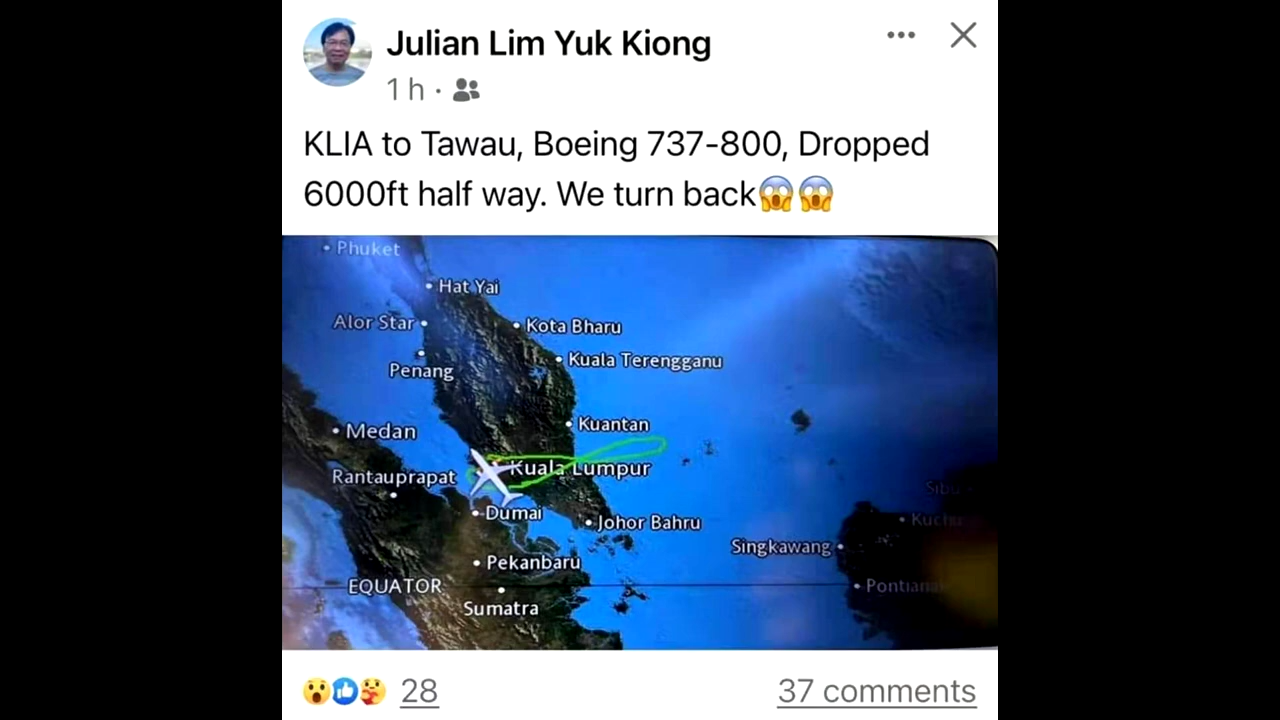 Julian Lim Yuk Kiong
1 h ·
KLIA to Tawau, Boeing 737-800, Dropped
6000ft half way. We turn back😱😱
Phuket
Hat Yai
Alor Star
Kota Bharu
Kuala Terengganu
Penang
Kuantan
Medan
Kuala Lumpur
Rantauprapat
Dumai
Johor Bahru
Singkawang
Pekanbaru
EQUATOR
Sumatra
28
37 comments